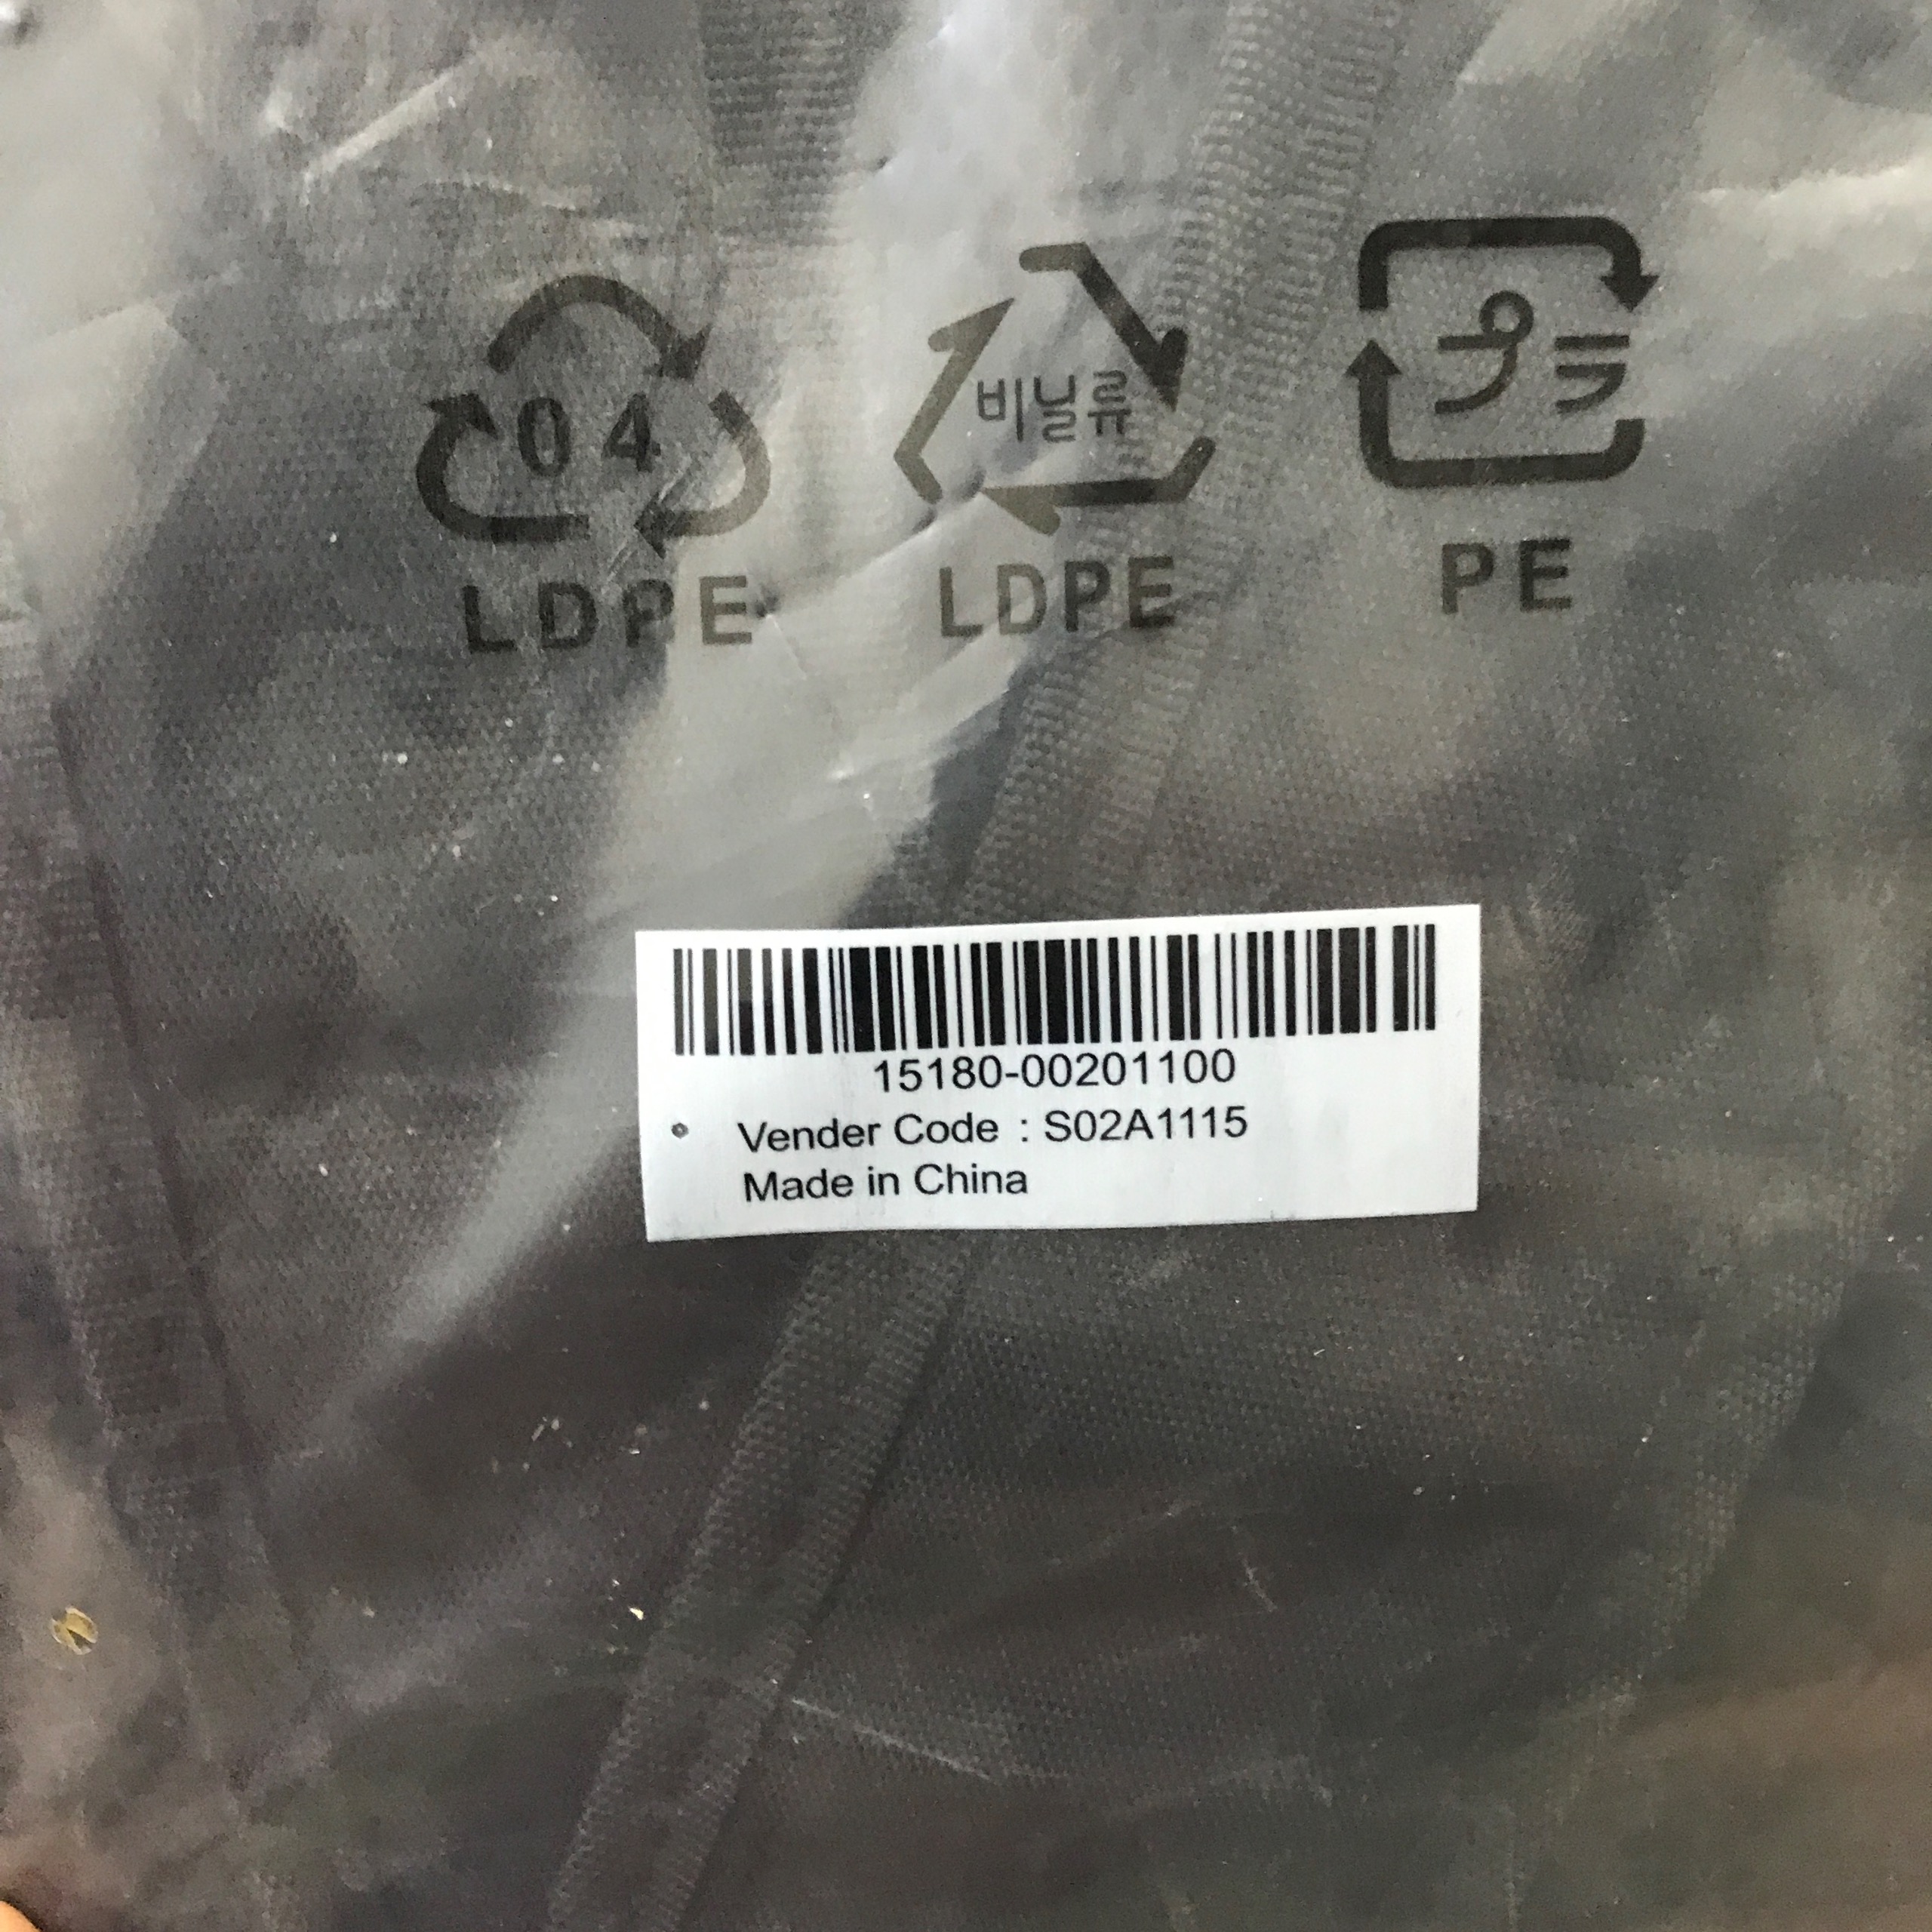 04
비닐류
プラ
LDPE
LDPE
PE
15180-00201100
Vender Code : S02A1115
Made in China